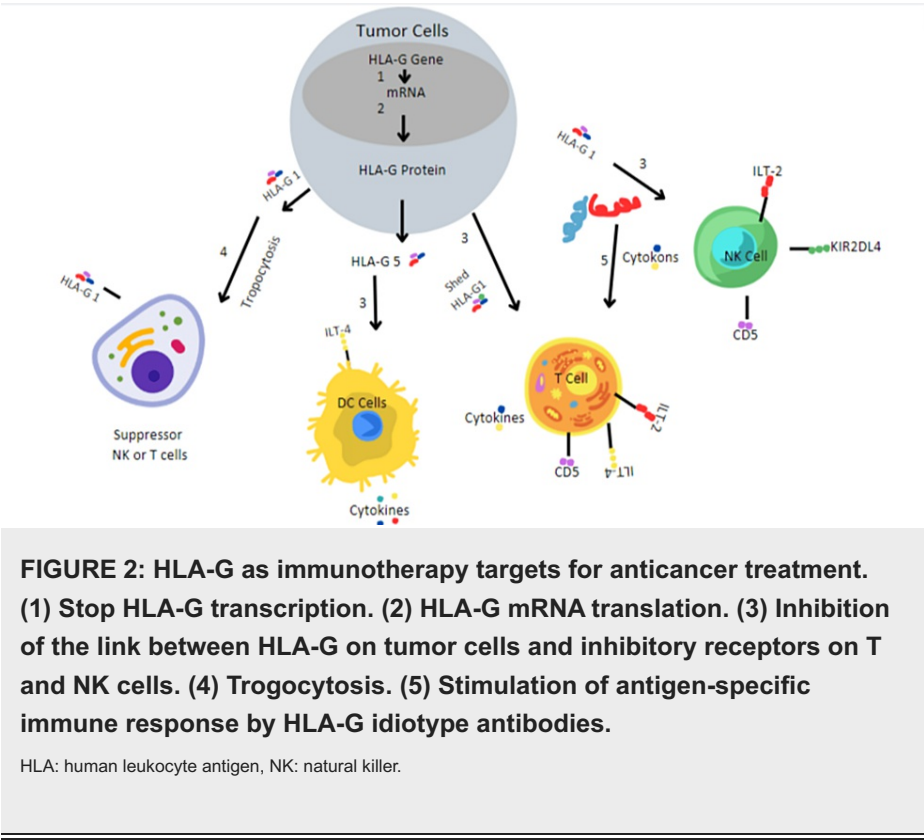 Tumor Cells
HLA-G Gene
1
mRNA
2
HLA-G Protein
HLA-G 1
4
Tropocytosis
HLA-G 1
Suppressor
NK or T cells
HLA-G 5
3
ILT-4
DC Cells
Cytokines
3
Shed
HLA-G1
HLA-G 1
3
5
Cytokons
ILT-2
NK Cell
KIR2DL4
CD5
T Cell
Cytokines
ILT-2
CD5
ILT-4
FIGURE 2: HLA-G as immunotherapy targets for anticancer treatment.
(1) Stop HLA-G transcription. (2) HLA-G mRNA translation. (3) Inhibition
of the link between HLA-G on tumor cells and inhibitory receptors on T
and NK cells. (4) Trogocytosis. (5) Stimulation of antigen-specific
immune response by HLA-G idiotype antibodies.
HLA: human leukocyte antigen, NK: natural killer.